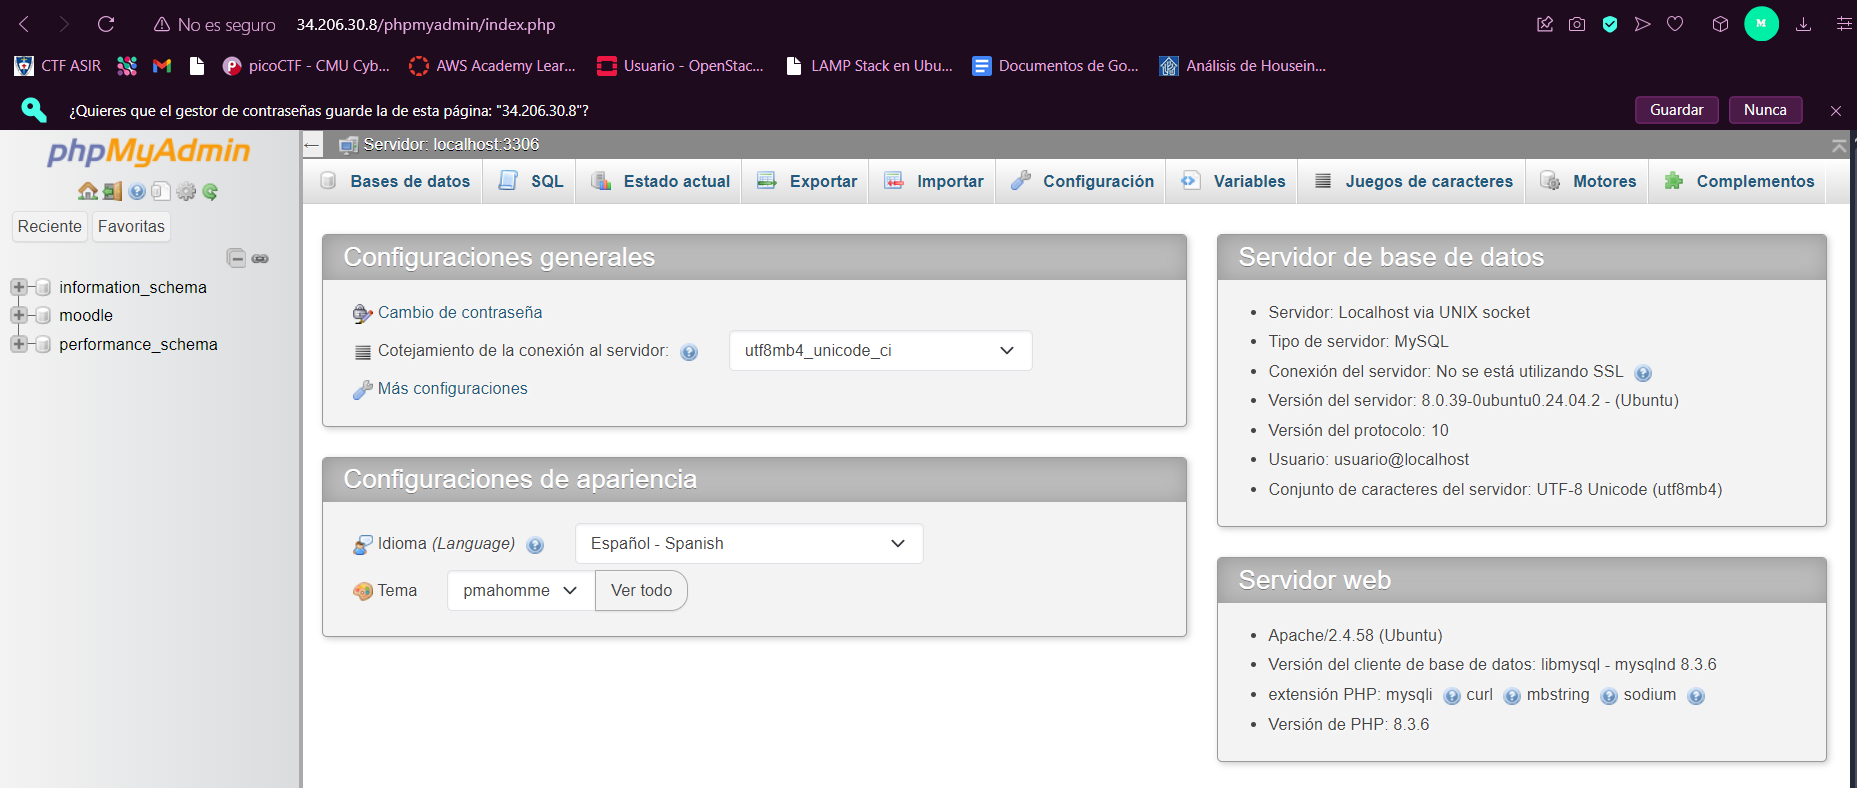 No es seguro 34.206.30.8/phpmyadmin/index.php
M
CTF ASIR picoCTF - CMU Cyb... AWS Academy Lear... Usuario - OpenStac... LAMP Stack en Ubu... Documentos de Go... Análisis de Housein...
¿Quieres que el gestor de contraseñas guarde la de esta página: "34.206.30.8"? Guardar Nunca
phpMyAdmin
Reciente Favoritas
information_schema
moodle
performance_schema
Servidor: localhost:3306
Bases de datos SQL Estado actual Exportar Importar Configuración Variables Juegos de caracteres Motores Complementos
Configuraciones generales
Cambio de contraseña
Cotejamiento de la conexión al servidor: utf8mb4_unicode_ci
Más configuraciones
Configuraciones de apariencia
Idioma (Language) Español - Spanish
Tema pmahomme Ver todo
Servidor de base de datos
• Servidor: Localhost via UNIX socket
• Tipo de servidor: MySQL
• Conexión del servidor: No se está utilizando SSL
• Versión del servidor: 8.0.39-0ubuntu0.24.04.2 - (Ubuntu)
• Versión del protocolo: 10
• Usuario: usuario@localhost
• Conjunto de caracteres del servidor: UTF-8 Unicode (utf8mb4)
Servidor web
• Apache/2.4.58 (Ubuntu)
• Versión del cliente de base de datos: libmysql - mysqlnd 8.3.6
• extensión PHP: mysqli curl mbstring sodium
• Versión de PHP: 8.3.6